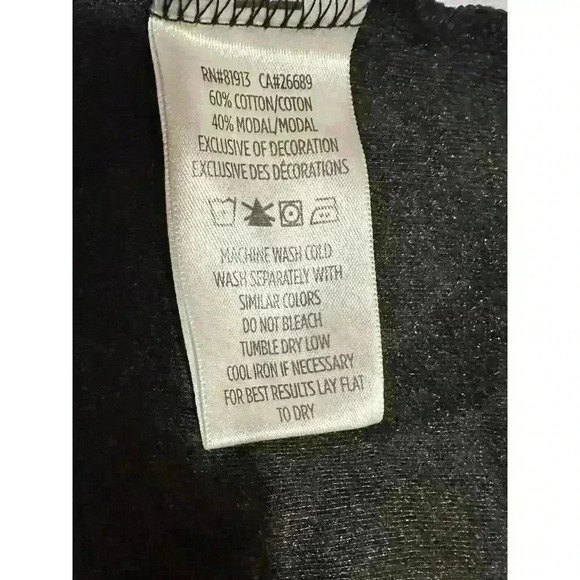 RN#81913 CA#26689
60% COTTON/COTON
40% MODAL/MODAL
EXCLUSIVE OF DECORATION
EXCLUSIVE DES DÉCORATIONS
MACHINE WASH COLD
WASH SEPARATELY WITH
SIMILAR COLORS
DO NOT BLEACH
TUMBLE DRY LOW
COOL IRON IF NECESSARY
FOR BEST RESULTS LAY FLAT
TO DRY